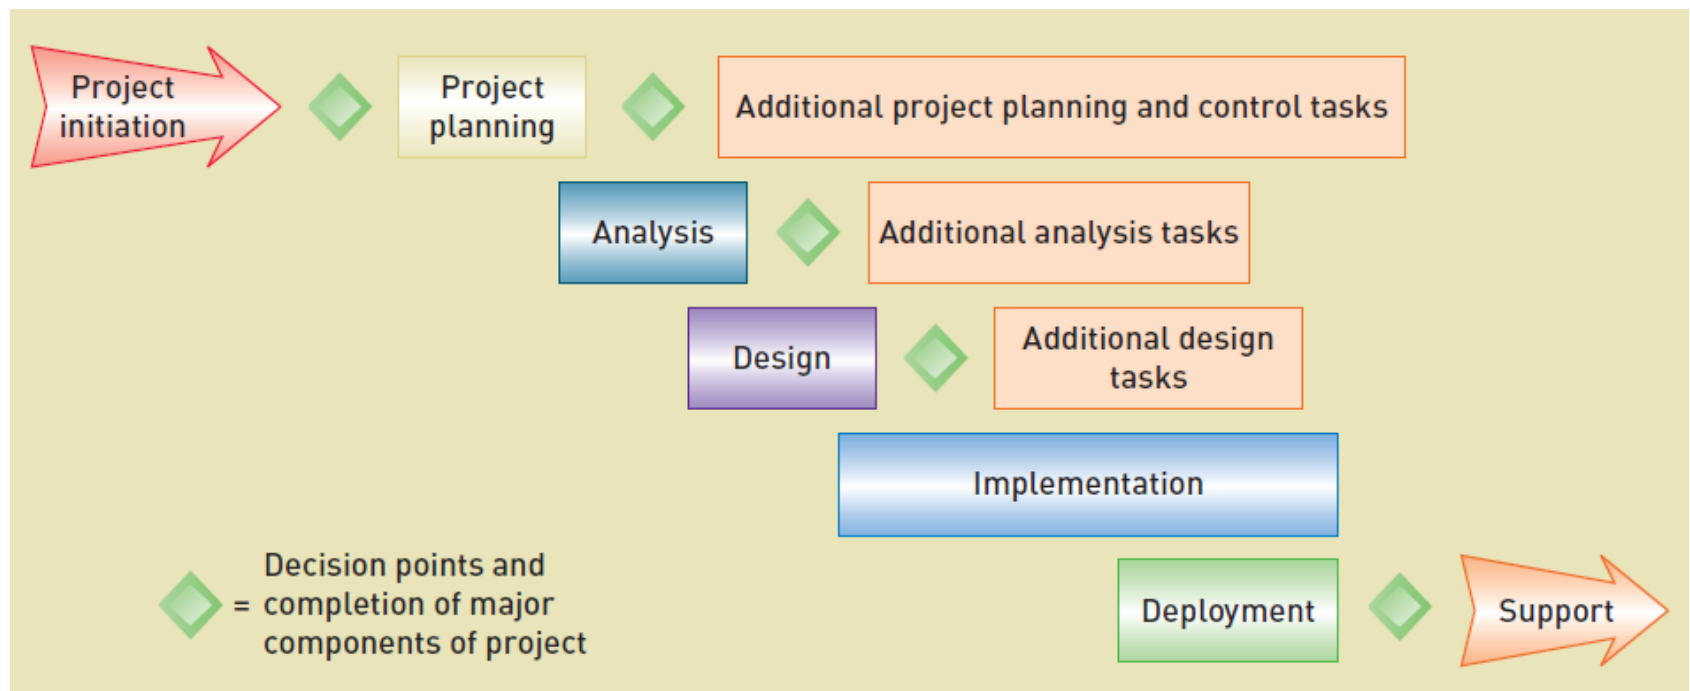 Project
initiation
Project
planning
Additional project planning and control tasks
Analysis
Additional analysis tasks
Design
Additional design
tasks
Implementation
Decision points and
= completion of major
components of project
Deployment
Support